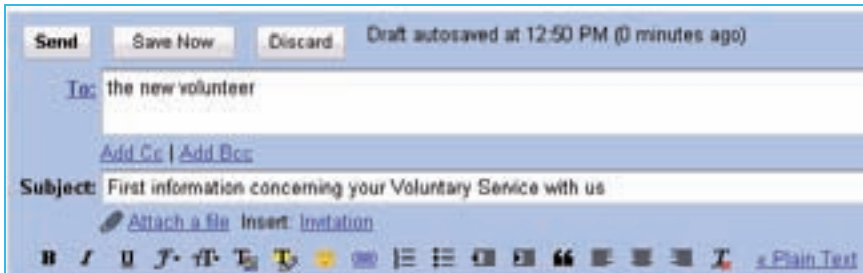 Send Save Now Discard Draft autosaved at 12:50 PM (0 minutes ago)
To: the new volunteer
Add Cc | Add Bcc
Subject: First information concerning your Voluntary Service with us
Attach a file Insert: Invitation
B I U « Plain Text